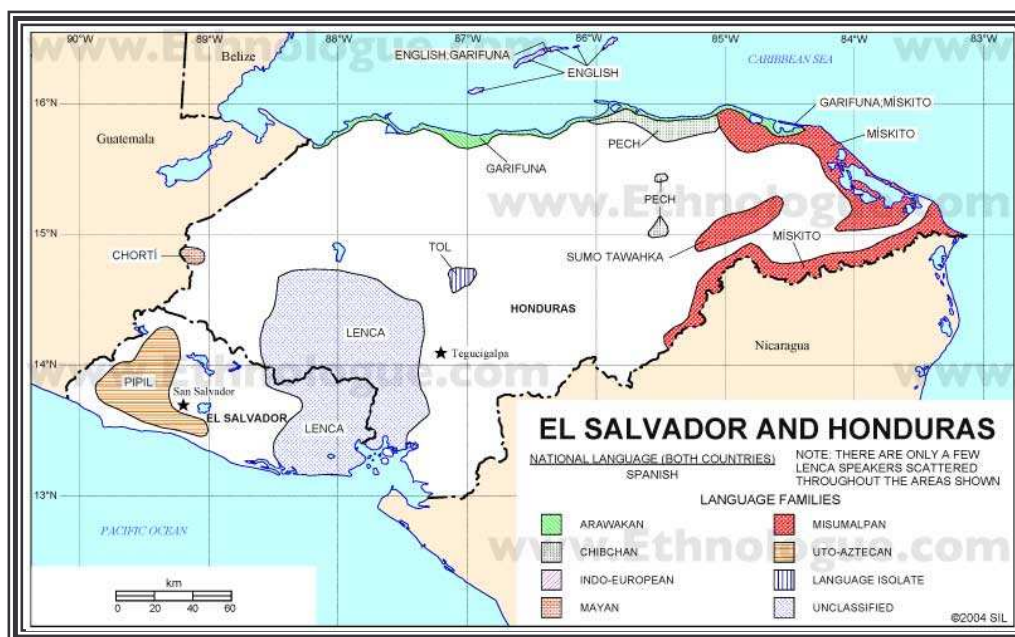 90°W 89°W 88°W 87°W 86°W 85°W 84°W 83°W
www.Ethnologue.com
www.
Belize
ENGLISH;GARIFUNA
ENGLISH
CARIBBEAN SEA
16°N
GARIFUNA;MÍSKITO
Guatemala
MÍSKITO
PECH
GARIFUNA
PECH
www.Ethnologue
15°N
CHORTÍ
TOL
SUMO TAWAHKA
MÍSKITO
HONDURAS
LENCA
Tegucigalpa
Nicaragua
14°N
PIPIL
San Salvador
EL SALVADOR
LENCA
13°N
PACIFIC OCEAN
EL SALVADOR AND HONDURAS
NATIONAL LANGUAGE (BOTH COUNTRIES)
SPANISH
NOTE: THERE ARE ONLY A FEW
LENCA SPEAKERS SCATTERED
THROUGHOUT THE AREAS SHOWN
LANGUAGE FAMILIES
ARAWAKAN
CHIBCHAN
INDO-EUROPEAN
MAYAN
MISUMALPAN
UTO-AZTECAN
LANGUAGE ISOLATE
UNCLASSIFIED
www.Ethnologue.com
km
0 20 40 60
©2004 SIL